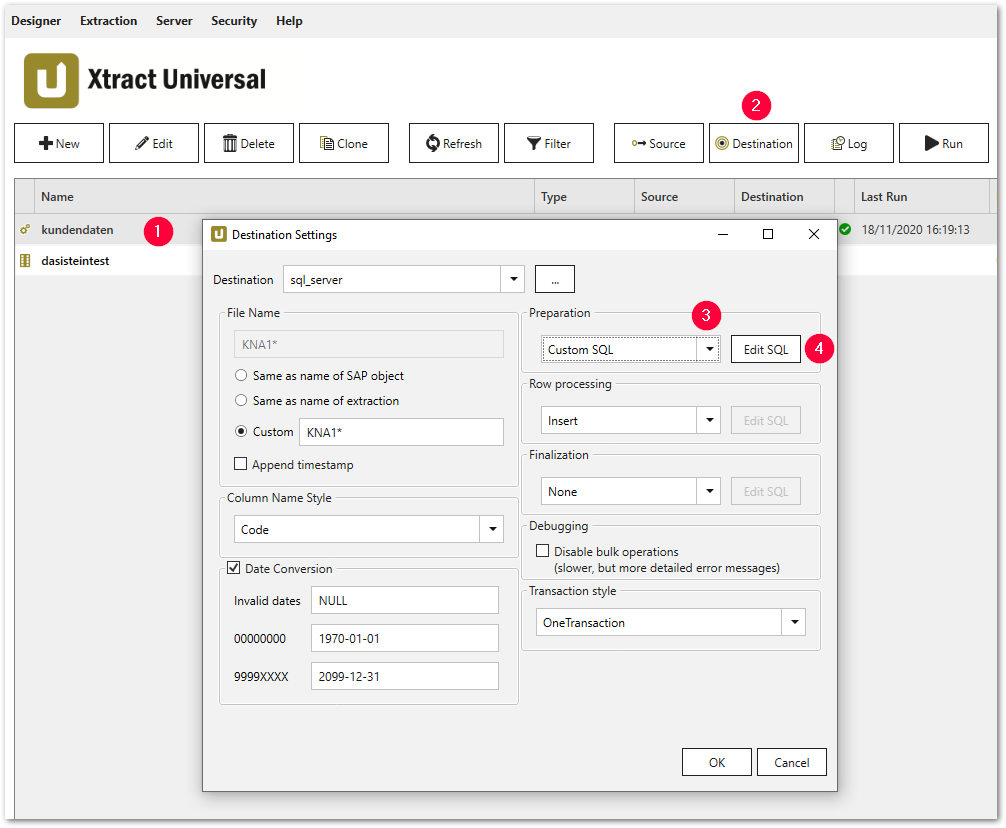 Designer Extraction Server Security Help
Xtract Universal
2
New Edit Delete Clone Refresh Filter Source Destination Log Run
Name Type Source Destination Last Run
kundendaten 1 18/11/2020 16:19:13
dasisteintest
Destination Settings
Destination sql_server ...
File Name
KNA1*
Same as name of SAP object
Same as name of extraction
Custom KNA1*
Append timestamp
Column Name Style
Code
Date Conversion
Invalid dates NULL
00000000 1970-01-01
9999XXXX 2099-12-31
Preparation 3
Custom SQL Edit SQL 4
Row processing
Insert Edit SQL
Finalization
None Edit SQL
Debugging
Disable bulk operations
(slower, but more detailed error messages)
Transaction style
OneTransaction
OK Cancel